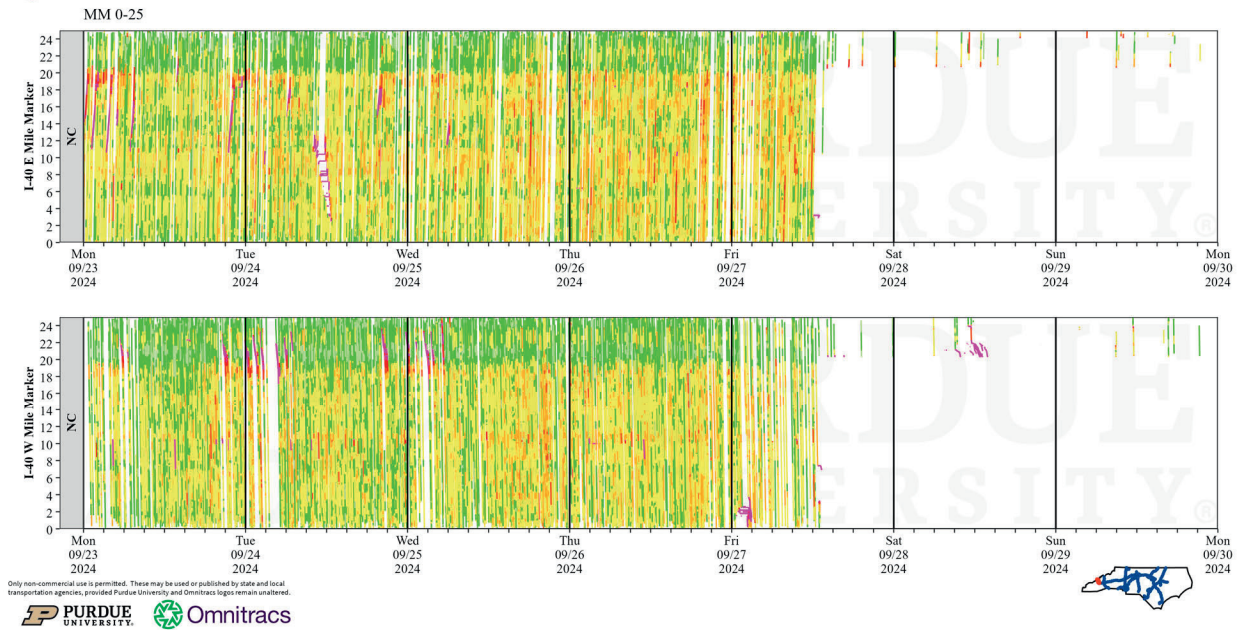 MM 0-25
I-40 E Mile Marker
24
22
20
18
16
14
12
10
8
6
4
2
0
NC
PURDUE
UNIVERSITY®
Mon Tue Wed Thu Fri Sat Sun Mon
09/23 09/24 09/25 09/26 09/27 09/28 09/29 09/30
2024 2024 2024 2024 2024 2024 2024 2024
I-40 W Mile Marker
24
22
20
18
16
14
12
10
8
6
4
2
0
NC
PURDUE
UNIVERSITY®
Mon Tue Wed Thu Fri Sat Sun Mon
09/23 09/24 09/25 09/26 09/27 09/28 09/29 09/30
2024 2024 2024 2024 2024 2024 2024 2024
Only non-commercial use is permitted. These may be used or published by state and local
transportation agencies, provided Purdue University and Omnitracs logos remain unaltered.
P PURDUE
UNIVERSITY®
Omnitracs